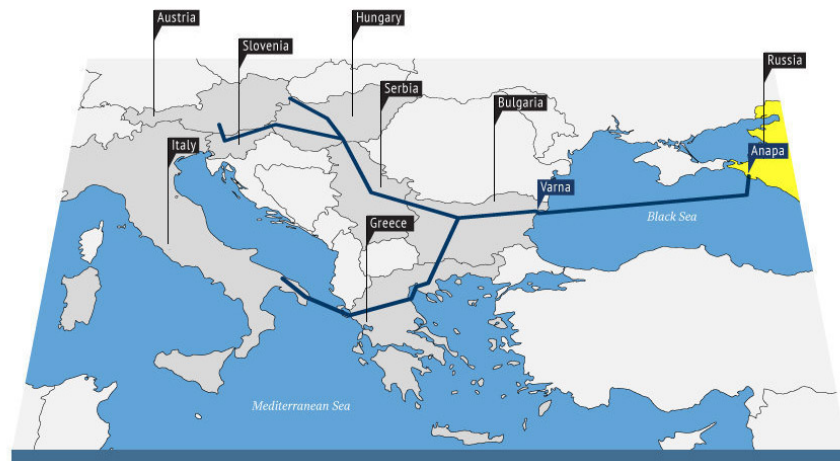 Austria
Hungary
Slovenia
Russia
Serbia
Bulgaria
Italy
Anapa
Varna
Greece
Black Sea
Mediterranean Sea